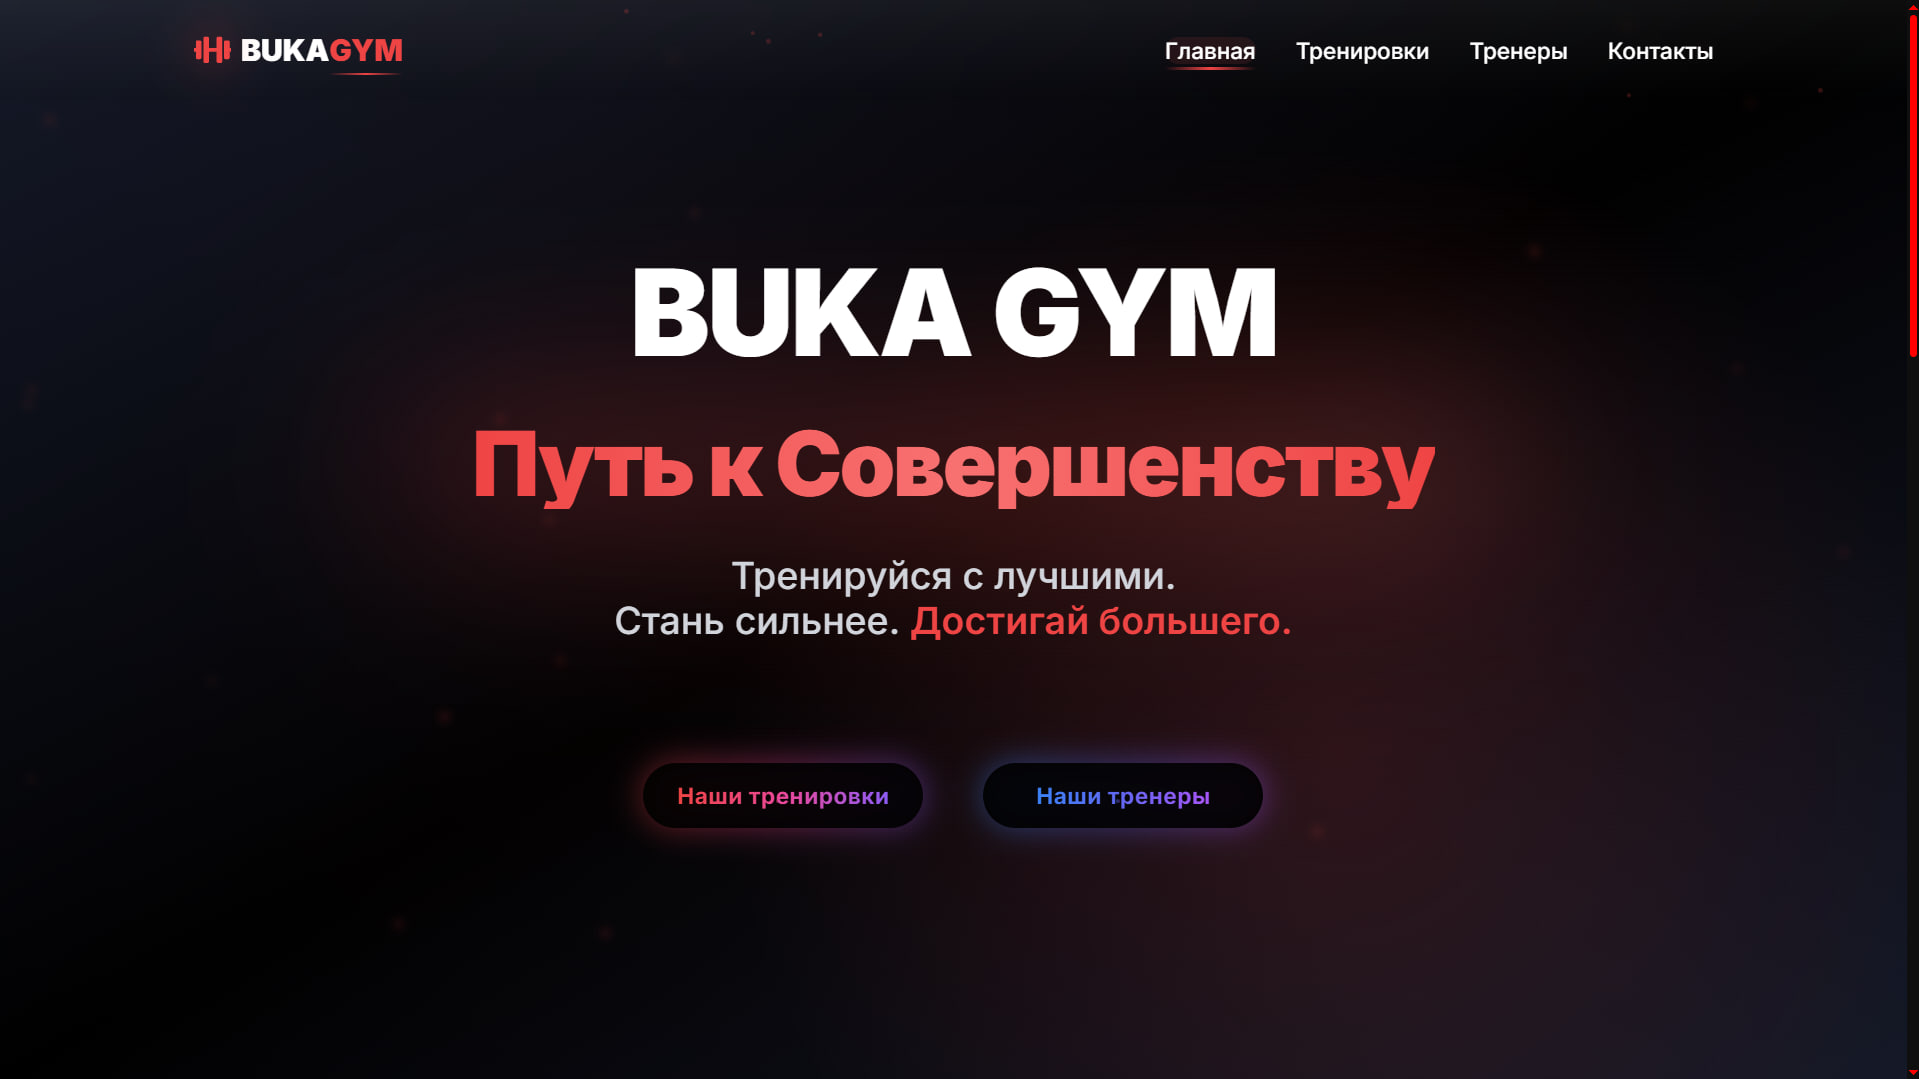 BUKAGYM
Главная Тренировки Тренеры Контакты
BUKA GYM
Путь к Совершенству
Тренируйся с лучшими.
Стань сильнее. Достигай большего.
Наши тренировки
Наши тренеры